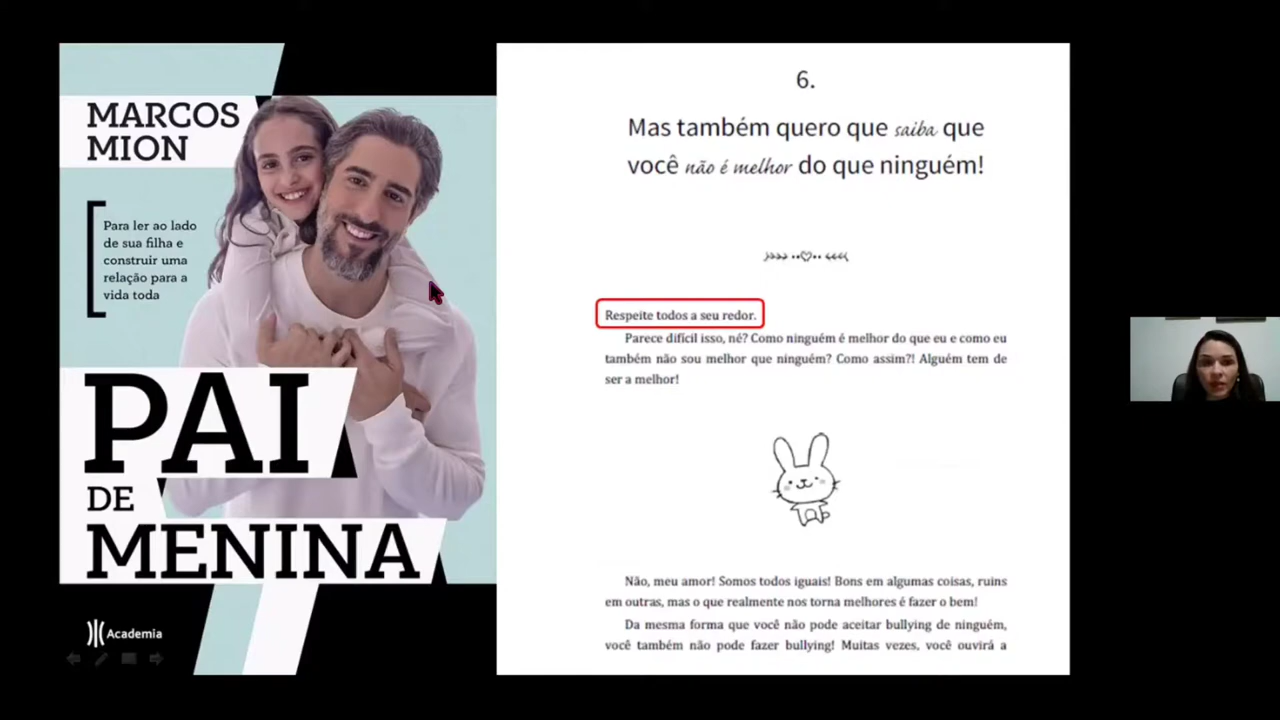 MARCOS
MION
Para ler ao lado
de sua filha e
construir uma
relação para a
vida toda
PAI
DE
MENINA
Academia
6.
Mas também quero que saiba que
você não é melhor do que ninguém!
Respeite todos a seu redor.
Parece difícil isso, né? Como ninguém é melhor do que eu e como eu
também não sou melhor que ninguém? Como assim?! Alguém tem de
ser a melhor!
Não, meu amor! Somos todos iguais! Bons em algumas coisas, ruins
em outras, mas o que realmente nos torna melhores é fazer o bem!
Da mesma forma que você não pode aceitar bullying de ninguém,
você também não pode fazer bullying! Muitas vezes, você ouvirá a